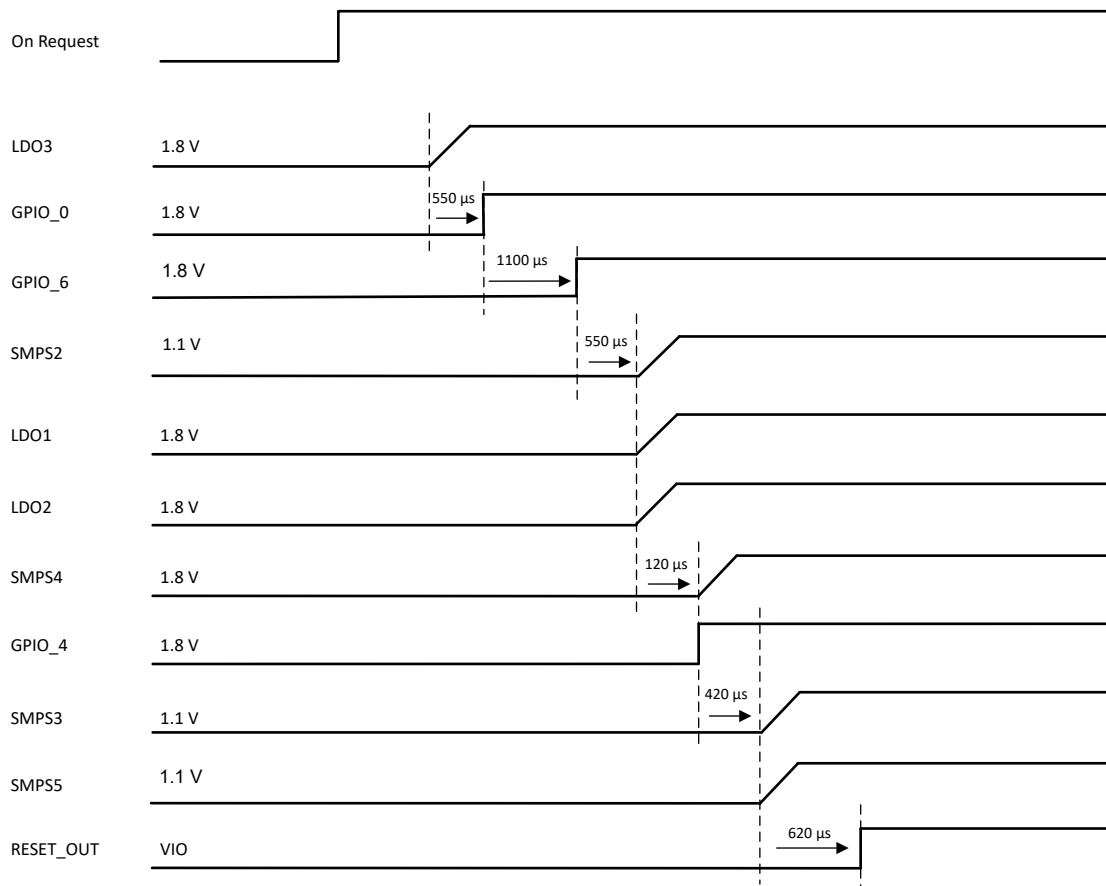 On Request
LDO3 1.8 V
GPIO_0 1.8 V 550 µs
GPIO_6 1.8 V 1100 µs
SMPS2 1.1 V 550 µs
LDO1 1.8 V
LDO2 1.8 V
SMPS4 1.8 V 120 µs
GPIO_4 1.8 V
SMPS3 1.1 V 420 µs
SMPS5 1.1 V
RESET_OUT VIO 620 µs